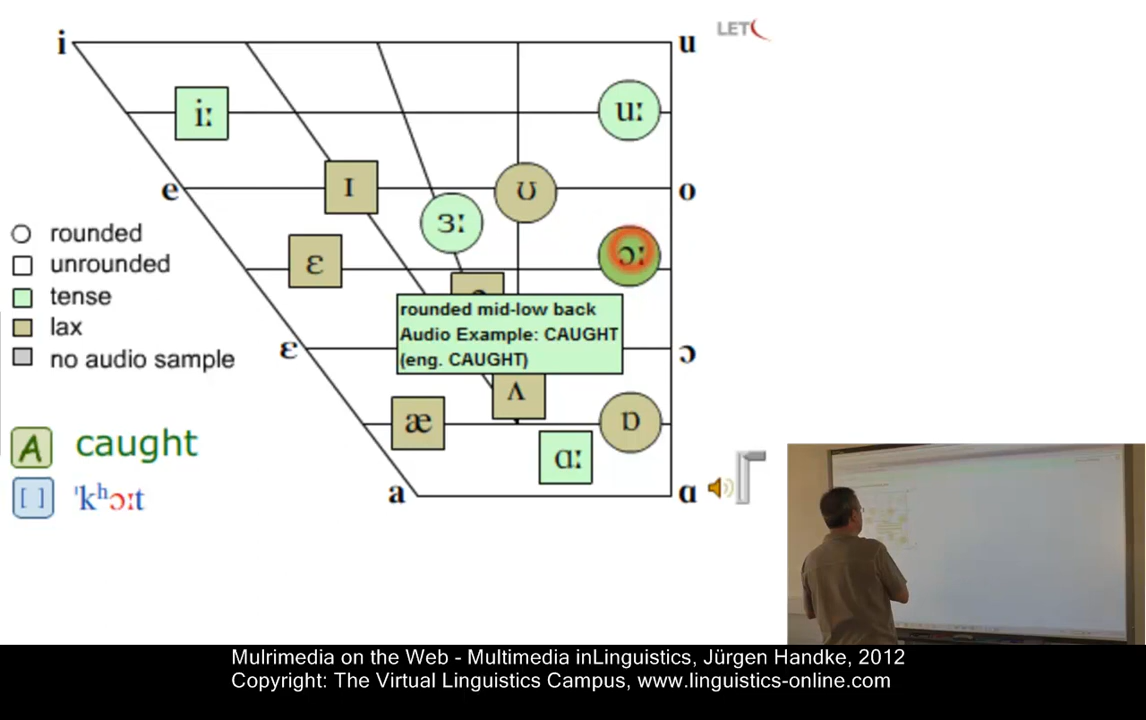 i
u
LET
iː
uː
e
ɪ
ʊ
o
ɜː
ɔː
rounded
unrounded
tense
lax
no audio sample
ɛ
rounded mid-low back
Audio Example: CAUGHT
(eng. CAUGHT)
ɛ
ɔ
ʌ
æ
ɒ
A caught
ɑː
[ ] ˈkʰɔːt
a
ɑ
Mulrimedia on the Web - Multimedia inLinguistics, Jürgen Handke, 2012
Copyright: The Virtual Linguistics Campus, www.linguistics-online.com